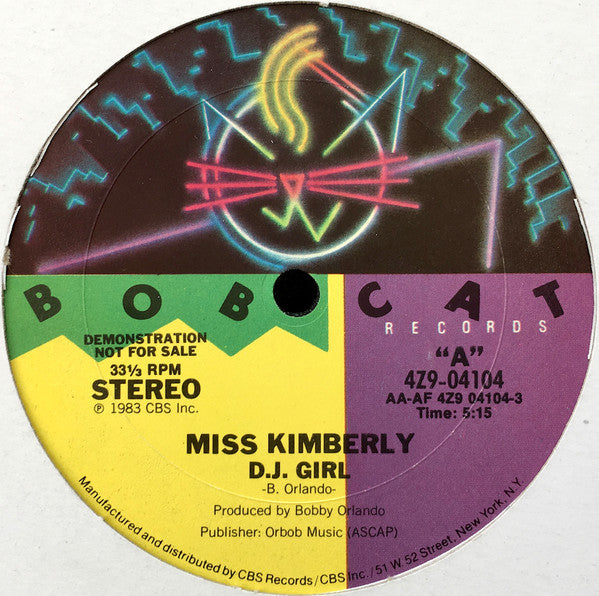 BOBCAT
RECORDS
DEMONSTRATION
NOT FOR SALE
33⅓ RPM
STEREO
℗ 1983 CBS Inc.
"A"
4Z9-04104
AA-AF 4Z9 04104-3
Time: 5:15
MISS KIMBERLY
D.J. GIRL
-B. Orlando-
Produced by Bobby Orlando
Publisher: Orbob Music (ASCAP)
Manufactured and distributed by CBS Records/CBS Inc./51 W. 52 Street, New York, N.Y.